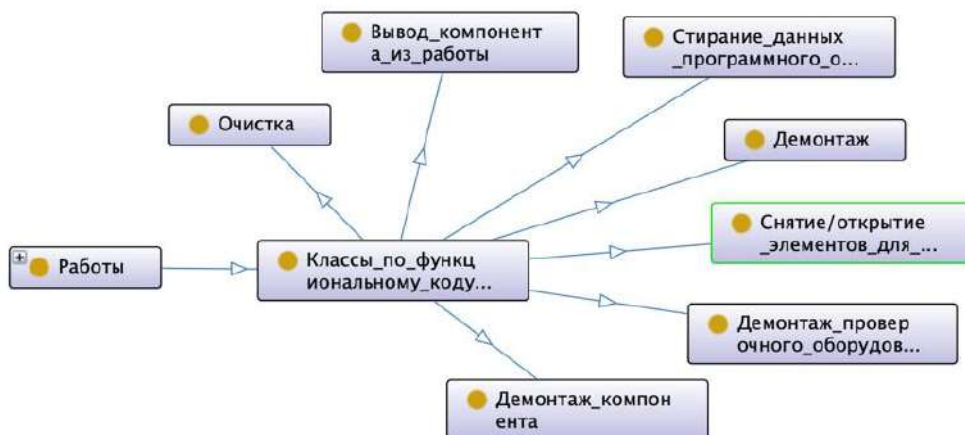 Вывод_компонент
а_из_работы
Стирание_данных
_программного_о...
Очистка
Демонтаж
Снятие/открытие
_элементов_для_...
Работы
Классы_по_функц
иональному_коду...
Демонтаж_провер
очного_оборудов...
Демонтаж_компон
ента